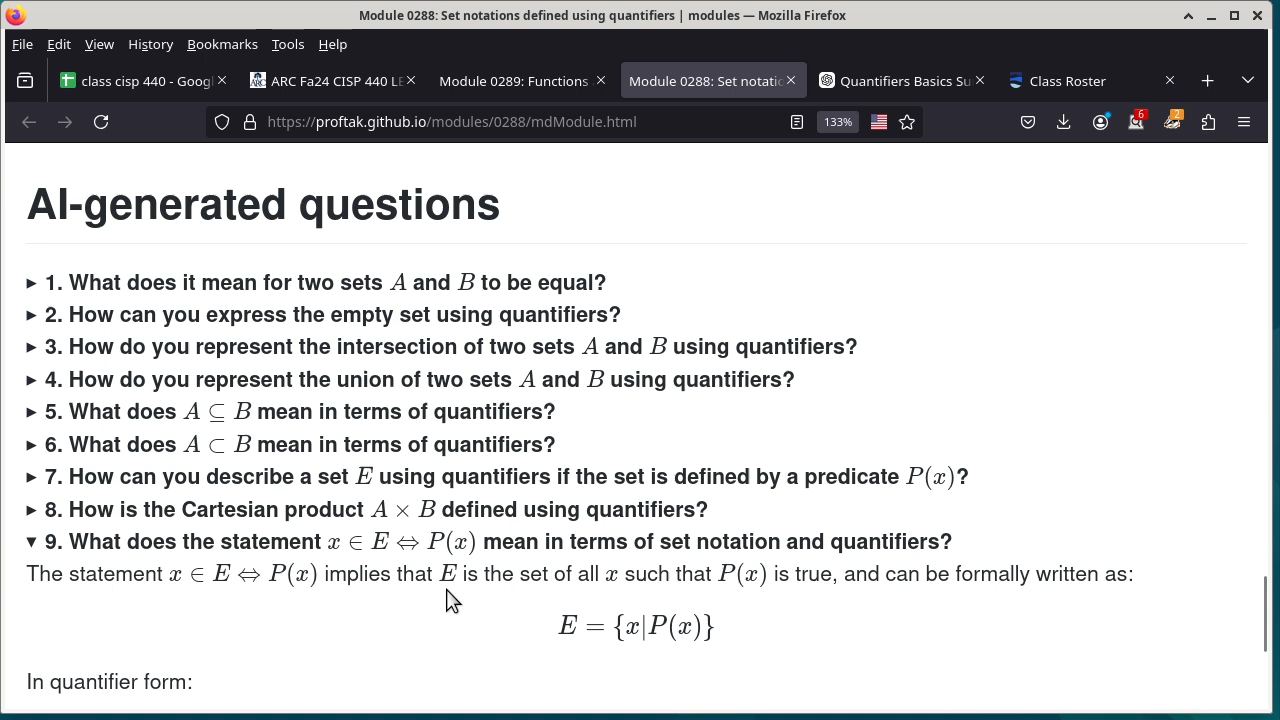 Module 0288: Set notations defined using quantifiers | modules — Mozilla Firefox
File Edit View History Bookmarks Tools Help
class cisp 440 - Googl ARC Fa24 CISP 440 LE Module 0289: Functions Module 0288: Set notatic Quantifiers Basics Su Class Roster
https://proftak.github.io/modules/0288/mdModule.html 133% 6 2
AI-generated questions
▸ 1. What does it mean for two sets A and B to be equal?
▸ 2. How can you express the empty set using quantifiers?
▸ 3. How do you represent the intersection of two sets A and B using quantifiers?
▸ 4. How do you represent the union of two sets A and B using quantifiers?
▸ 5. What does A ⊆ B mean in terms of quantifiers?
▸ 6. What does A ⊂ B mean in terms of quantifiers?
▸ 7. How can you describe a set E using quantifiers if the set is defined by a predicate P(x)?
▸ 8. How is the Cartesian product A × B defined using quantifiers?
▾ 9. What does the statement x ∈ E ⇔ P(x) mean in terms of set notation and quantifiers?
The statement x ∈ E ⇔ P(x) implies that E is the set of all x such that P(x) is true, and can be formally written as:
E = {x|P(x)}
In quantifier form: